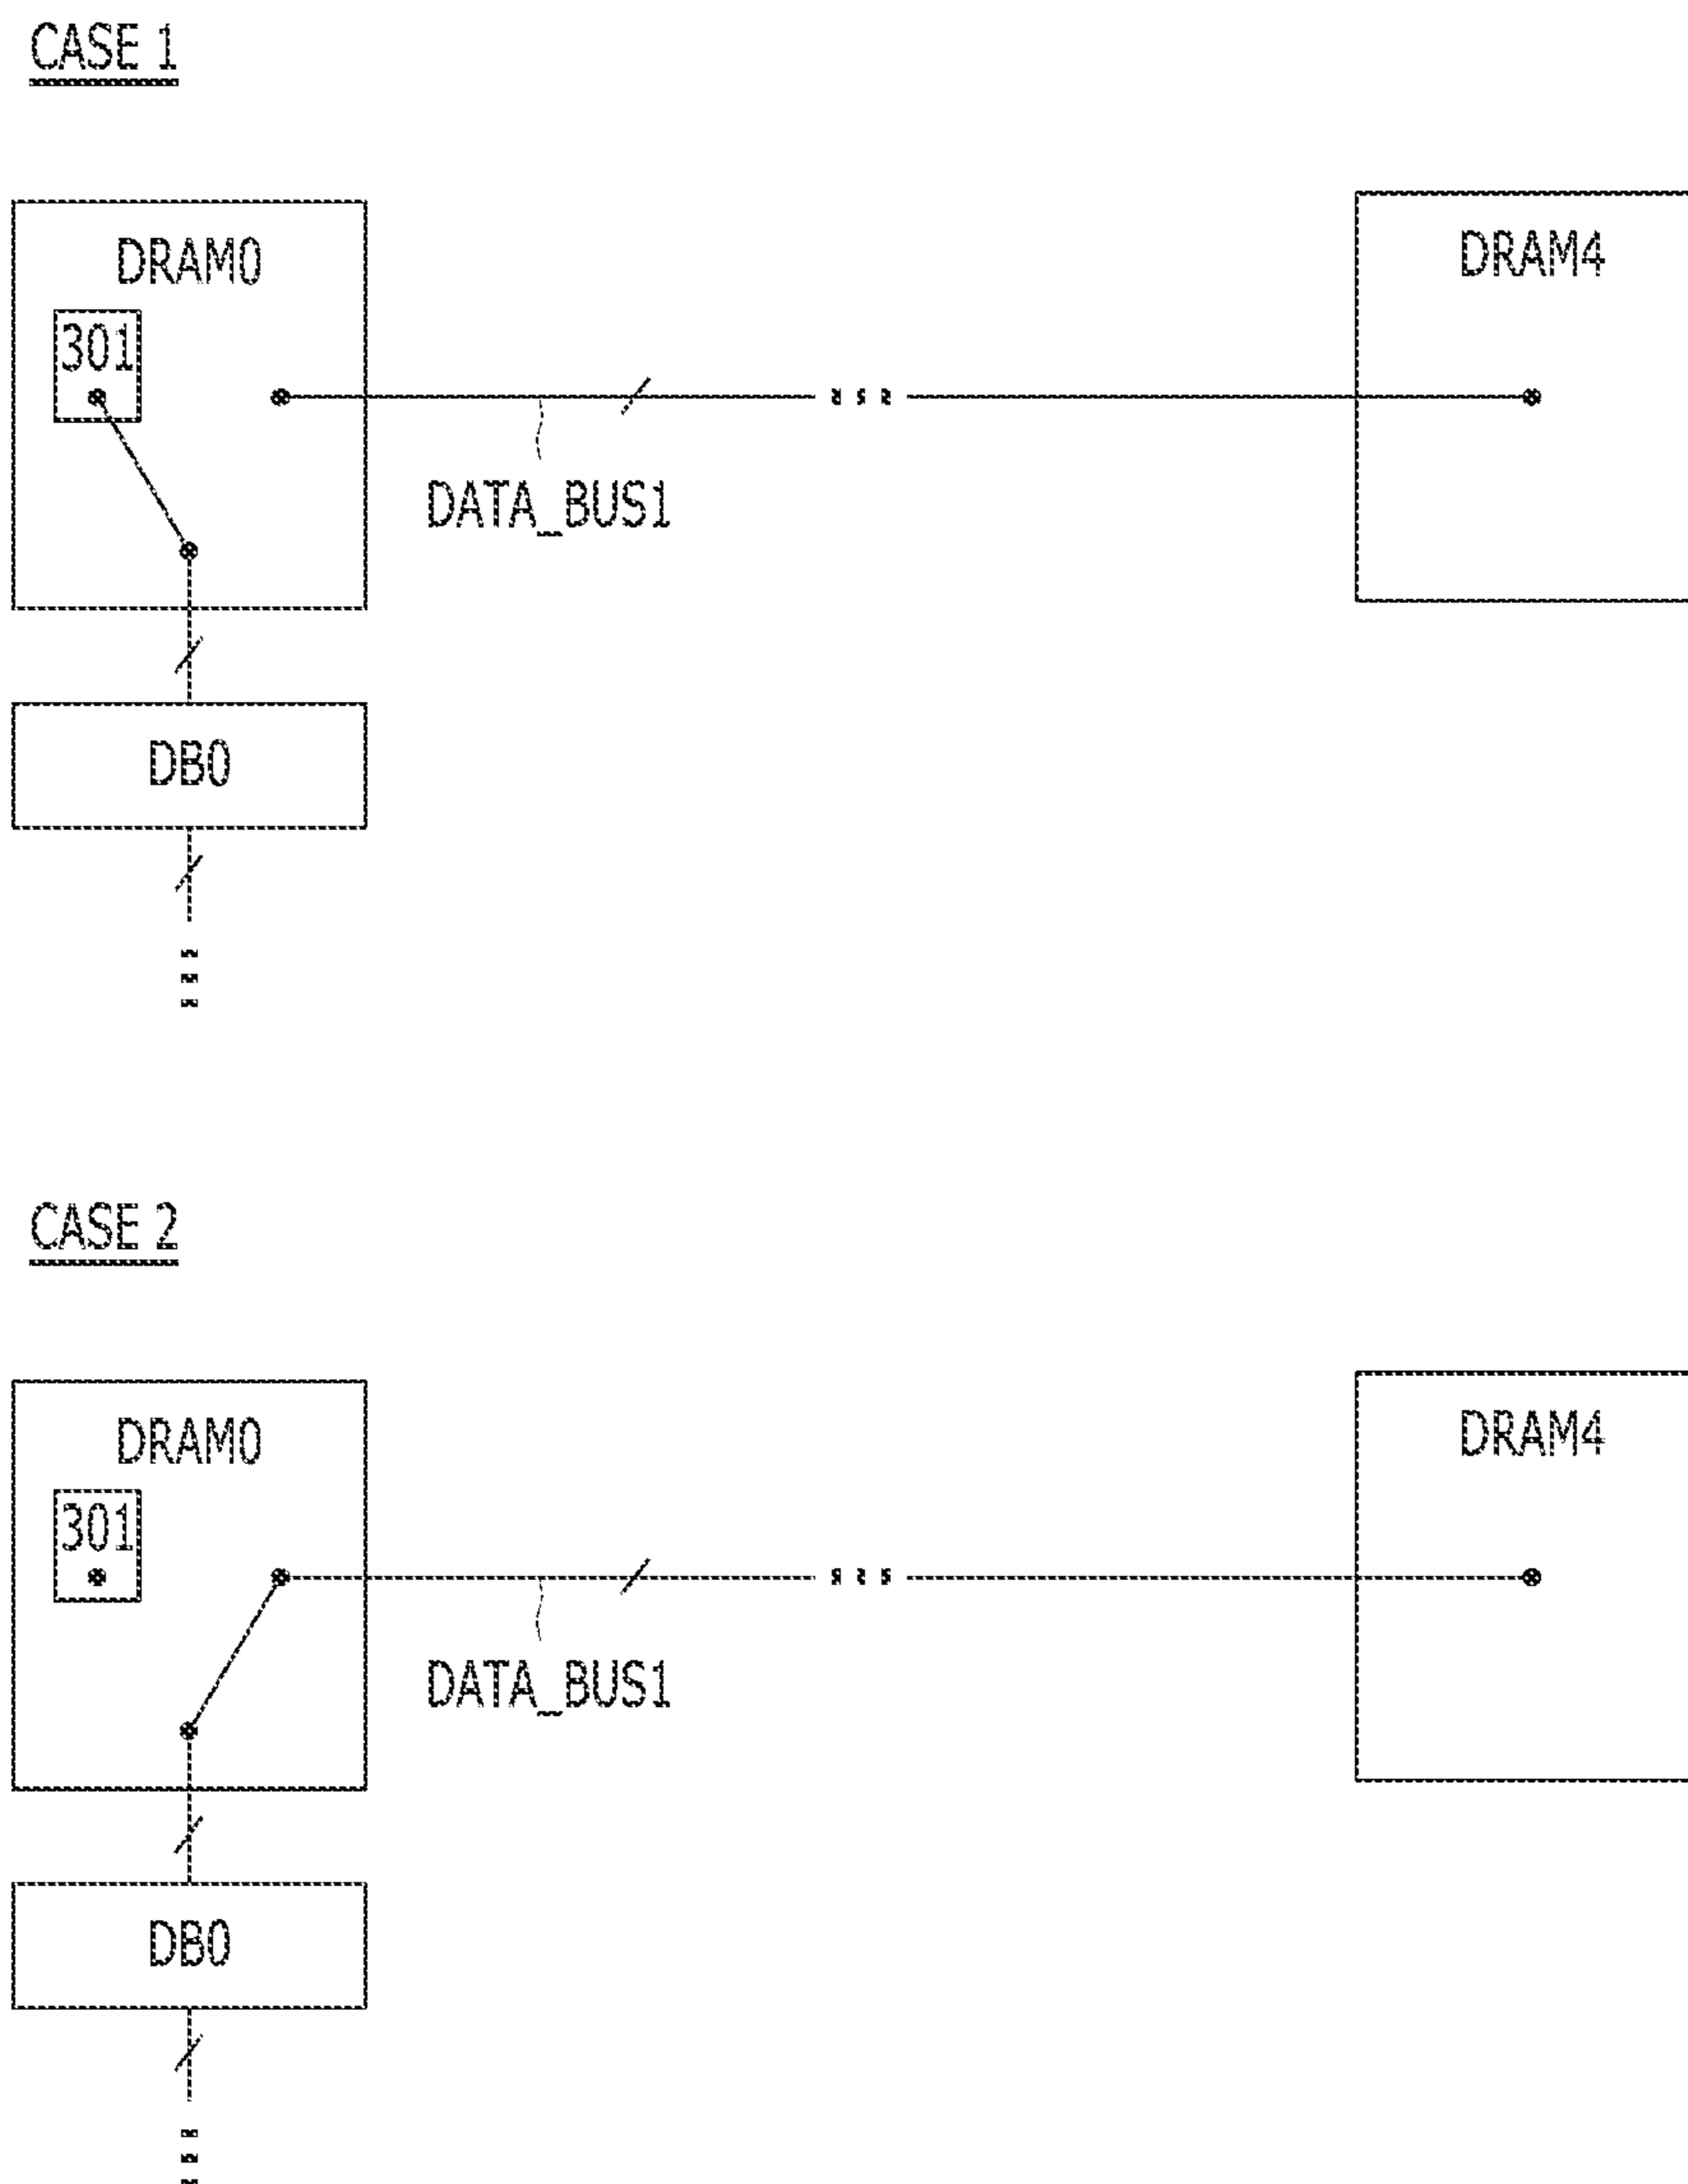 CASE 1
DRAM0
DRAM4
301
DATA_BUS1
DB0
CASE 2
DRAM0
DRAM4
301
DATA_BUS1
DB0